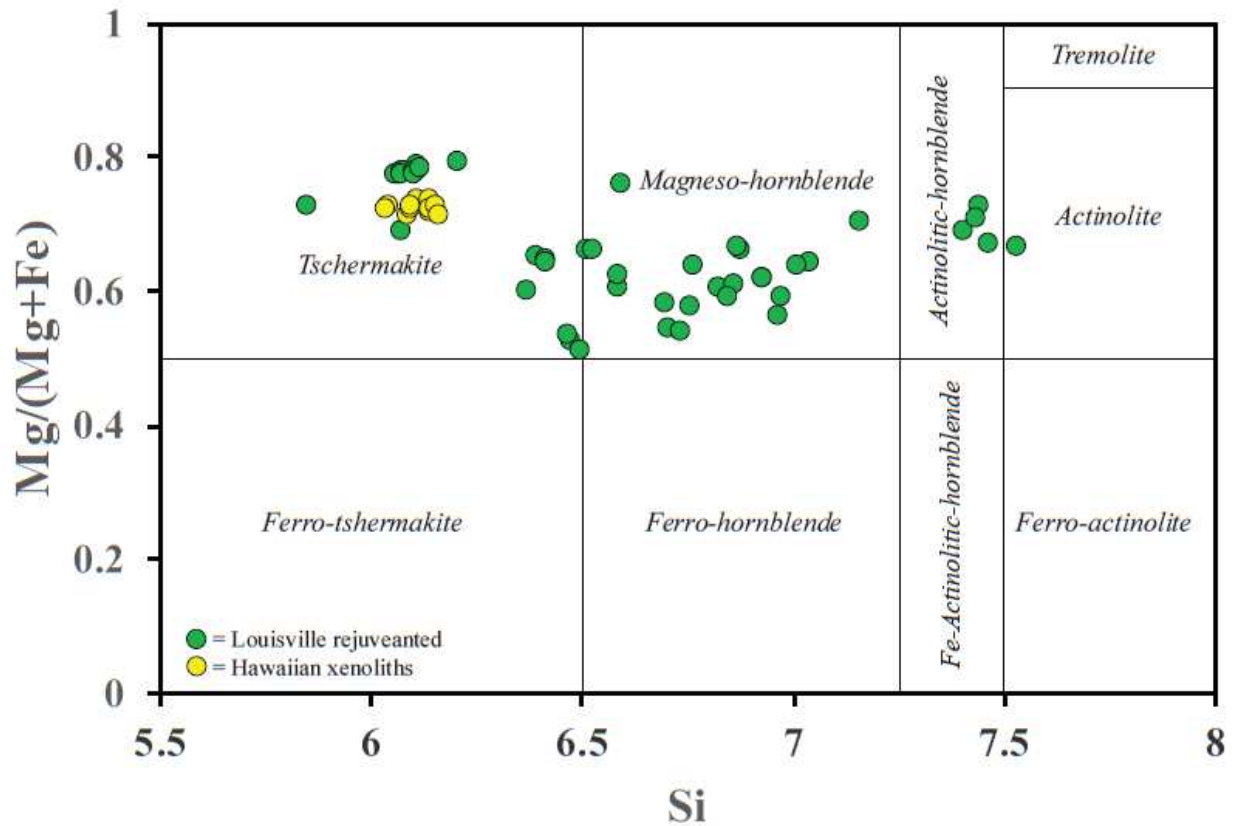 1
0.8
0.6
0.4
0.2
0
Mg/(Mg+Fe)
Tremolite
Actinolitic-hornblende
Magneso-hornblende
Actinolite
Tschermakite
Ferro-tshermakite
Ferro-hornblende
Fe-Actinolitic-hornblende
Ferro-actinolite
= Louisville rejuveanted
= Hawaiian xenoliths
5.5 6 6.5 7 7.5 8
Si